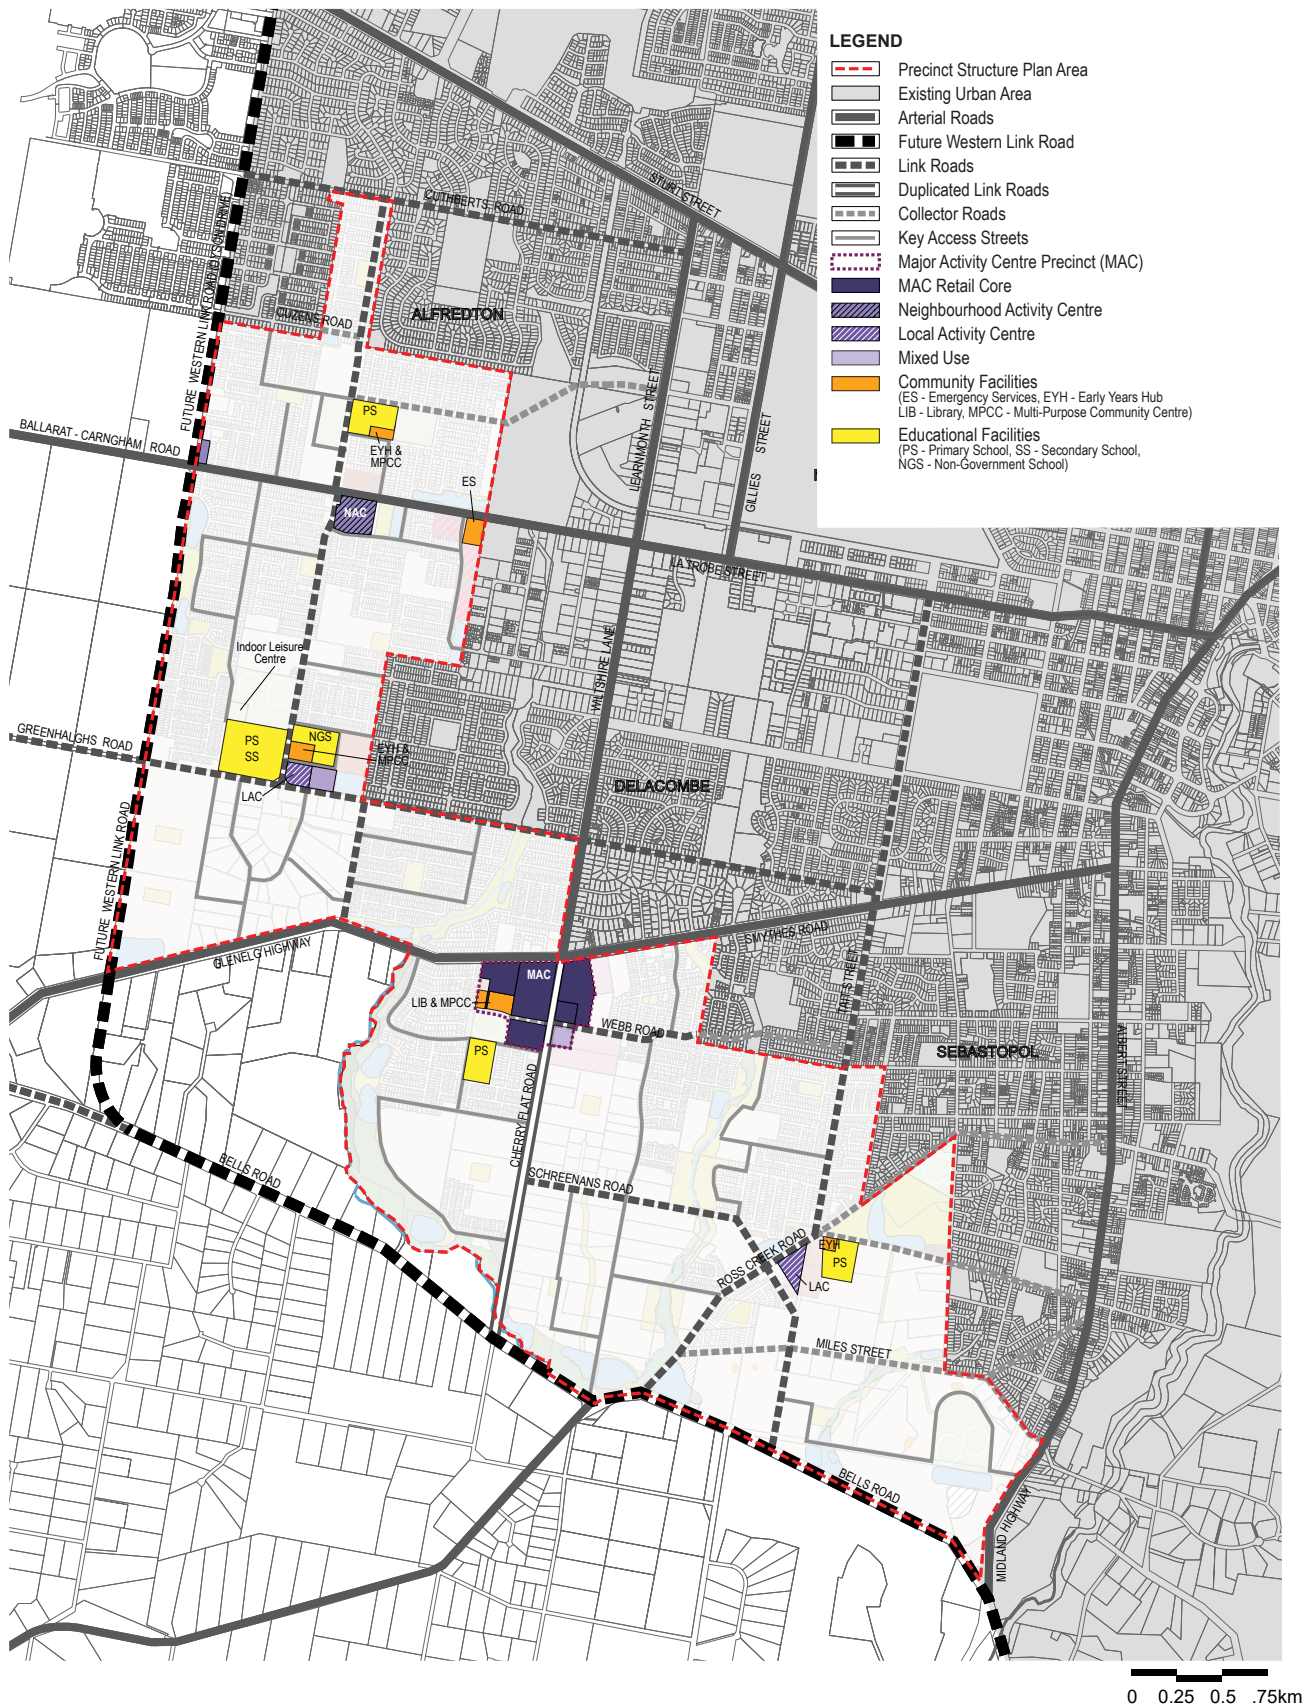 LEGEND
Precinct Structure Plan Area
Existing Urban Area
Arterial Roads
Future Western Link Road
Link Roads
Duplicated Link Roads
Collector Roads
Key Access Streets
Major Activity Centre Precinct (MAC)
MAC Retail Core
Neighbourhood Activity Centre
Local Activity Centre
Mixed Use
Community Facilities
(ES - Emergency Services, EYH - Early Years Hub
LIB - Library, MPCC - Multi-Purpose Community Centre)
Educational Facilities
(PS - Primary School, SS - Secondary School,
NGS - Non-Government School)
STURT STREET
CUTHBERTS ROAD
CUZENS ROAD
ALFREDTON
LEARNMONTH STREET
GILLIES STREET
PS
EYH &
MPCC
BALLARAT - CARNGHAM ROAD
ES
NAC
LA TROBE STREET
WILTSHIRE LANE
Indoor Leisure
Centre
GREENHALGHS ROAD
PS
SS
NGS
EYH &
MPCC
LAC
DELACOMBE
FUTURE WESTERN LINK ROAD
GLENELG HIGHWAY
SMYTHES ROAD
MAC
LIB & MPCC
WEBB ROAD
TAIT STREET
PS
SEBASTOPOL
ALBERT STREET
CHERRY FLAT ROAD
BELLS ROAD
SCHREENANS ROAD
ROSS CREEK ROAD
EYH
PS
LAC
MILES STREET
BELLS ROAD
MIDLAND HIGHWAY
0 0.25 0.5 .75km